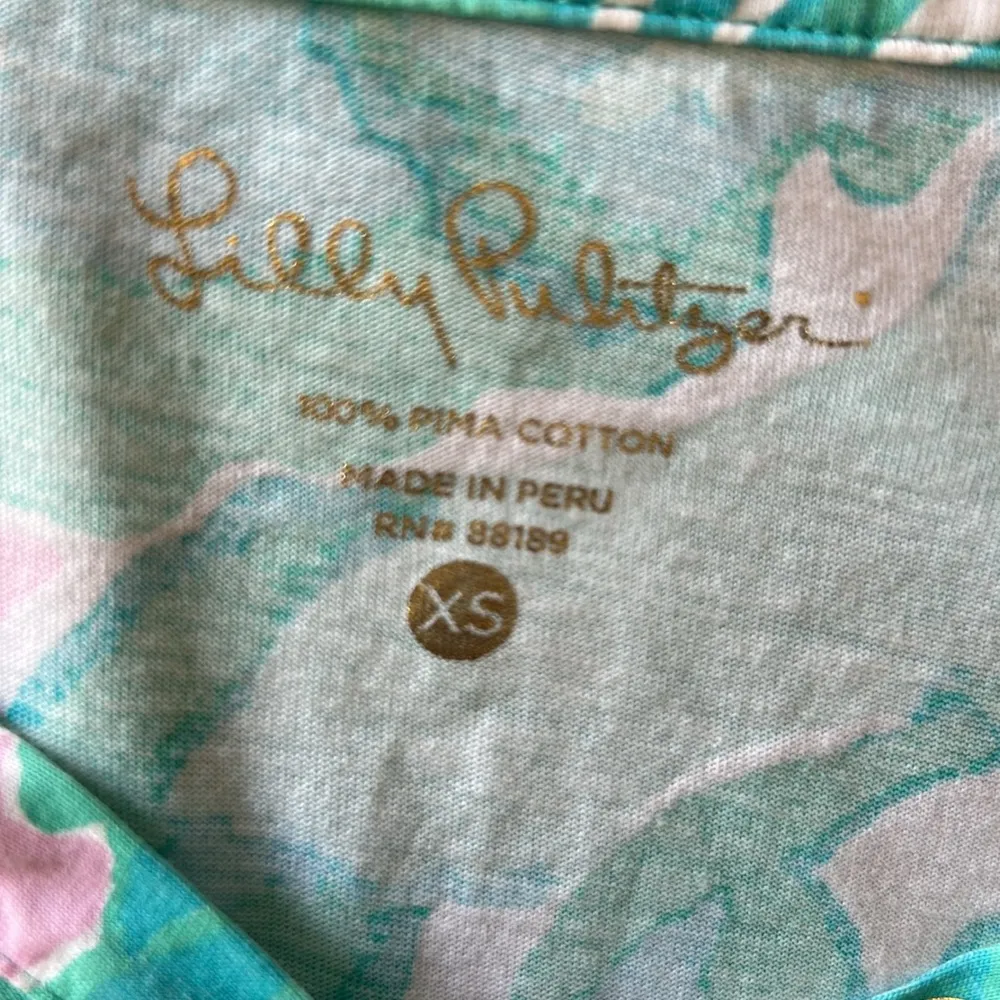 Lilly Pulitzer
100% PIMA COTTON
MADE IN PERU
RN# 88189
XS